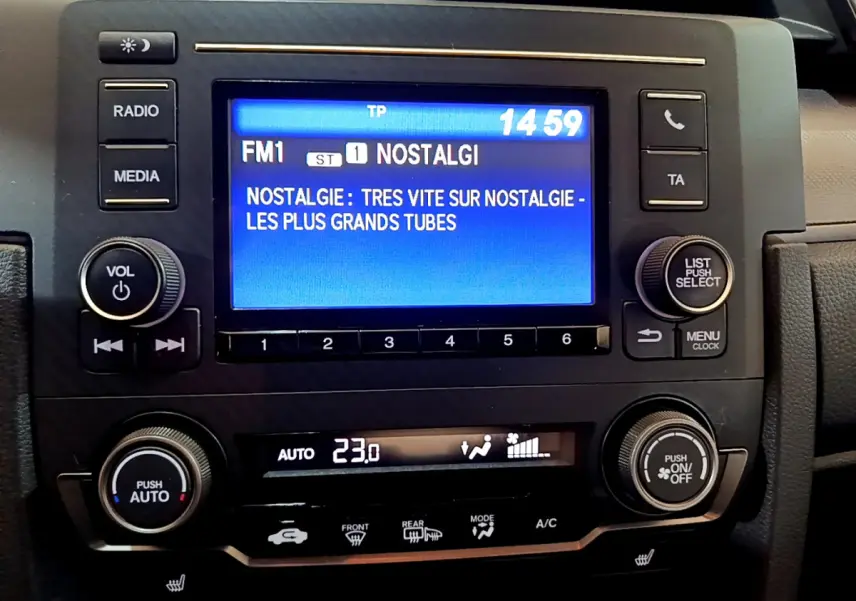 RADIO
MEDIA
VOL
TP
14 59
FM1 ST 1 NOSTALGI
NOSTALGIE : TRES VITE SUR NOSTALGIE -
LES PLUS GRANDS TUBES
1 2 3 4 5 6
TA
LIST
PUSH
SELECT
MENU
CLOCK
AUTO 23.0
PUSH
AUTO
FRONT
REAR
MODE
A/C
PUSH
ON/
OFF